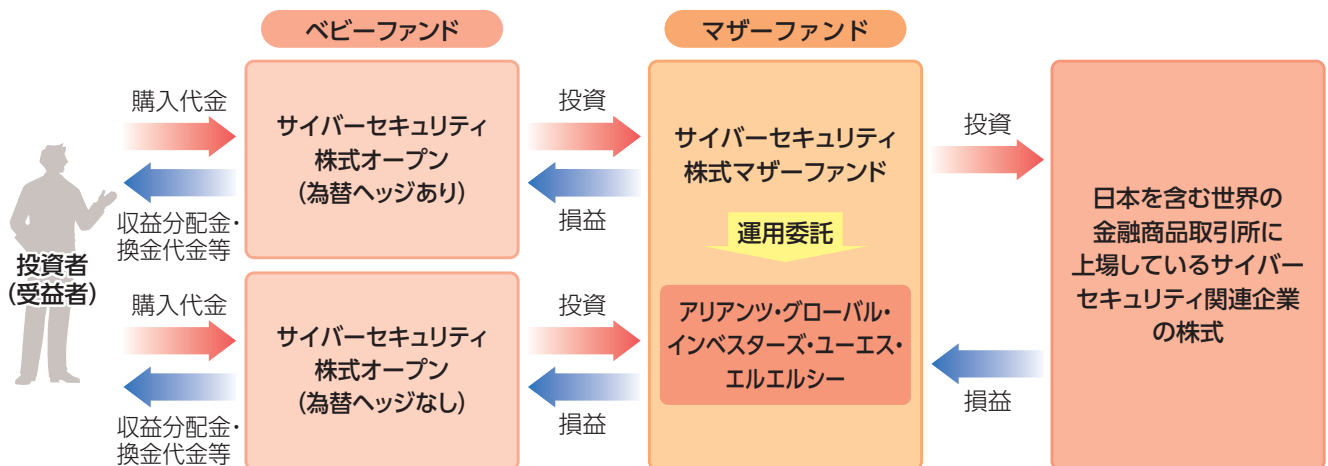 ベビーファンド
マザーファンド
購入代金
収益分配金・
換金代金等
投資者
(受益者)
購入代金
収益分配金・
換金代金等
サイバーセキュリティ
株式オープン
(為替ヘッジあり)
サイバーセキュリティ
株式オープン
(為替ヘッジなし)
投資
損益
投資
損益
サイバーセキュリティ
株式マザーファンド
運用委託
アリアンツ・グローバル・
インベスターズ・ユーエス・
エルエルシー
投資
損益
日本を含む世界の
金融商品取引所に
上場しているサイバー
セキュリティ関連企業
の株式